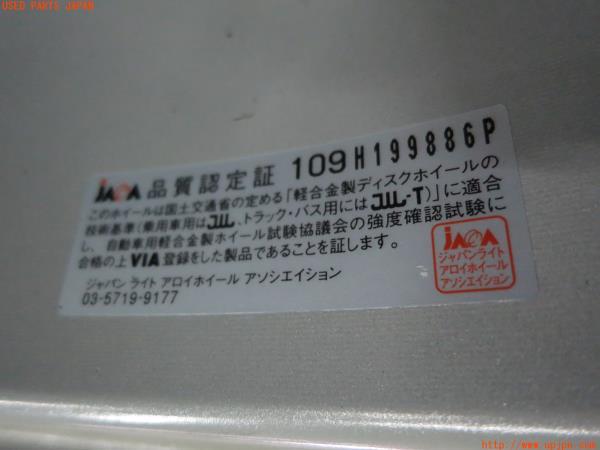 USED PARTS JAPAN
JAWA 品質認定証 109H199886P
このホイールは国土交通省の定める「軽合金製ディスクホイールの
技術基準(乗用車用はJWL、トラック・バス用にはJWL-T)」に適合
し、自動車用軽合金製ホイール試験協議会の強度確認試験に
合格の上VIA登録をした製品であることを証します。
ジャパン ライト アロイホイール アソシエイション
03-5719-9177
JAWA
ジャパンライト
アロイホイール
アソシエイション
UPJ
http://www.upjpn.com/